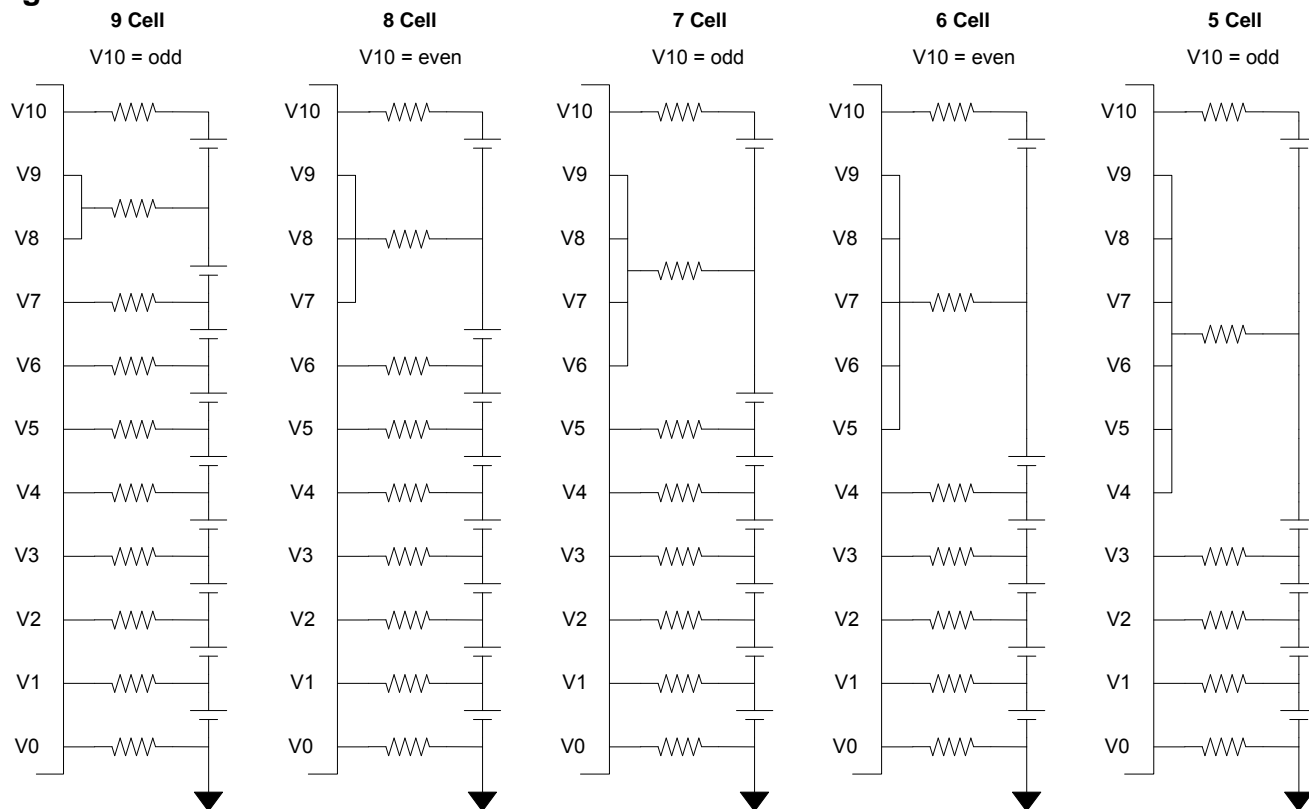 9 Cell
V10 = odd
V10
V9
V8
V7
V6
V5
V4
V3
V2
V1
V0
8 Cell
V10 = even
V10
V9
V8
V7
V6
V5
V4
V3
V2
V1
V0
7 Cell
V10 = odd
V10
V9
V8
V7
V6
V5
V4
V3
V2
V1
V0
6 Cell
V10 = even
V10
V9
V8
V7
V6
V5
V4
V3
V2
V1
V0
5 Cell
V10 = odd
V10
V9
V8
V7
V6
V5
V4
V3
V2
V1
V0